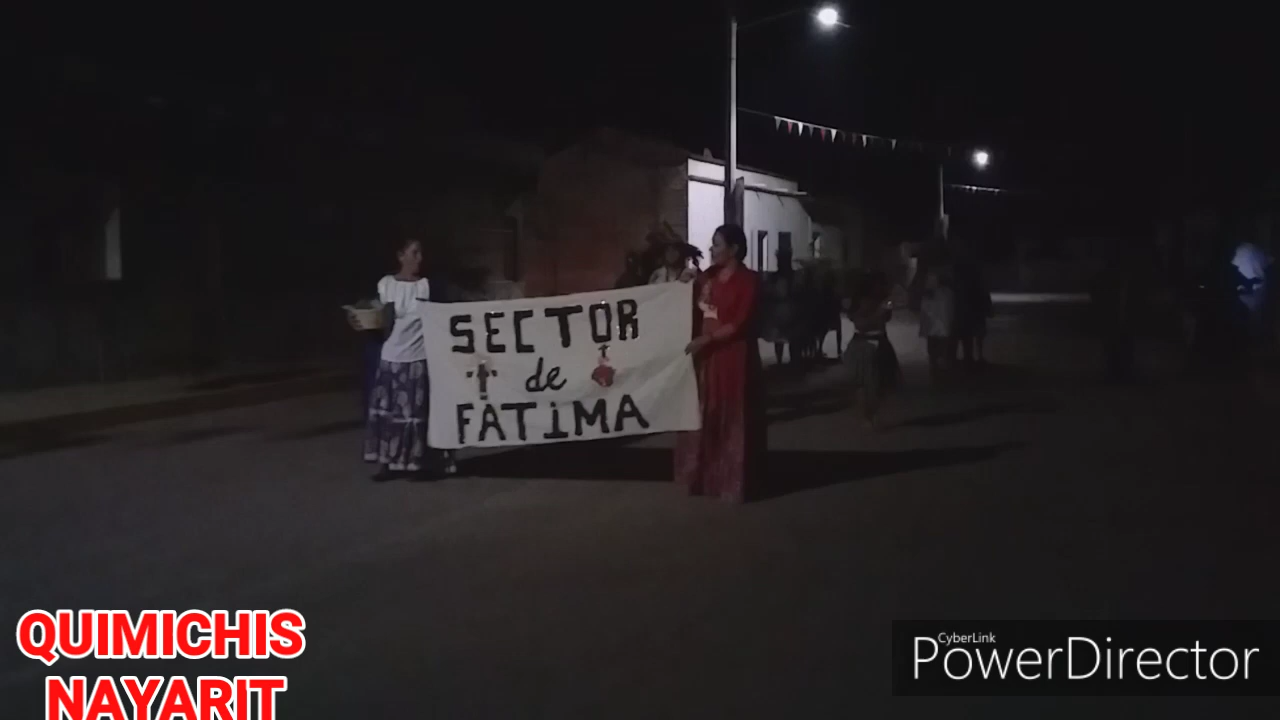 SECTOR
de
FATIMA
QUIMICHIS
NAYARIT
CyberLink
PowerDirector